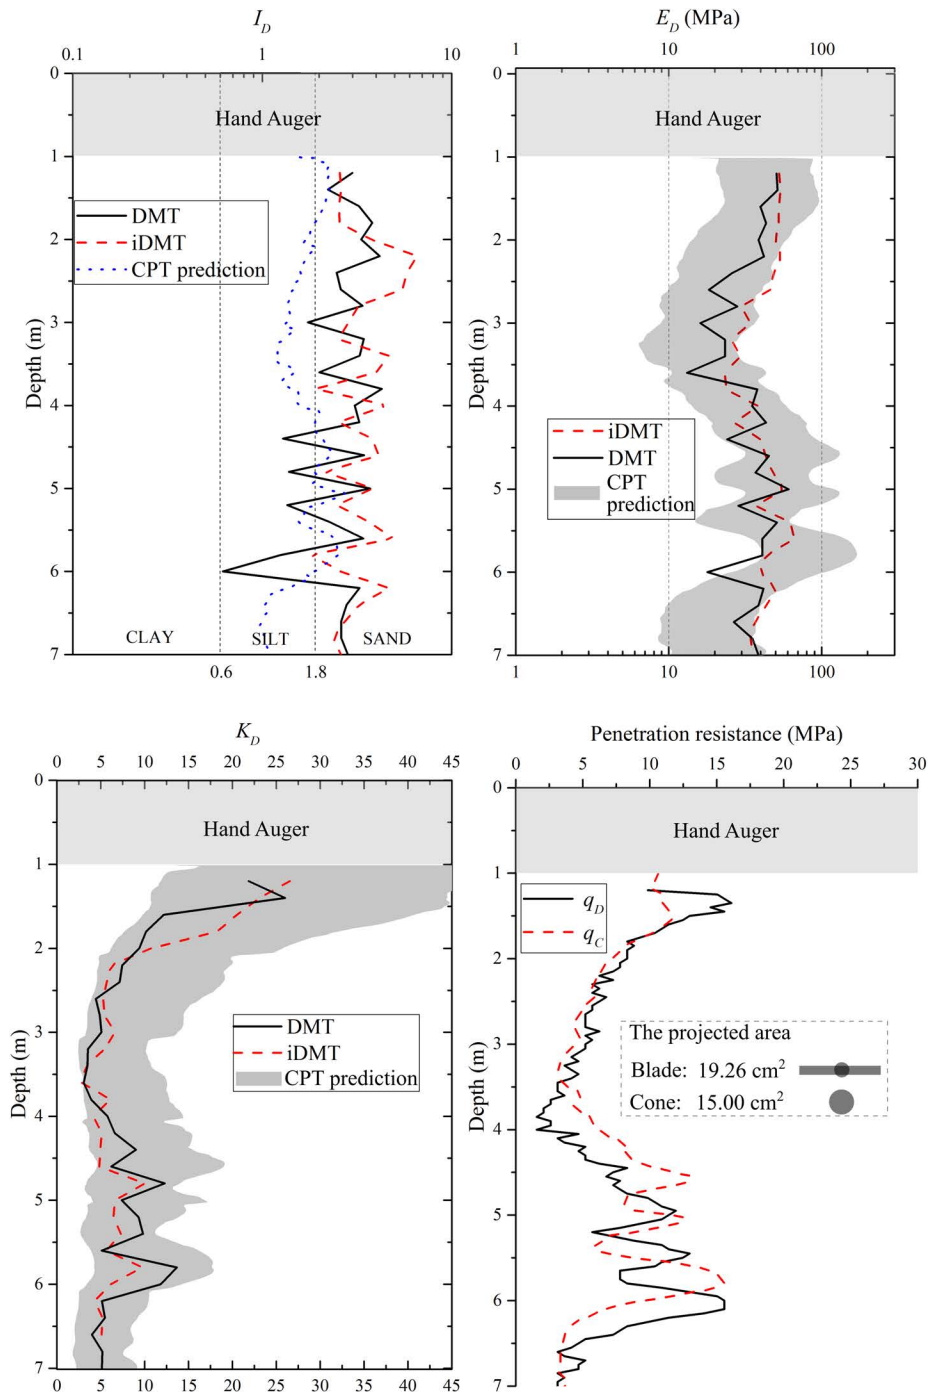 I_D
0.1 1 10
0
1
2
3
4
5
6
7
Depth (m)
Hand Auger
DMT
iDMT
CPT prediction
CLAY SILT SAND
0.6 1.8
E_D (MPa)
1 10 100
0
1
2
3
4
5
6
7
Depth (m)
Hand Auger
iDMT
DMT
CPT
prediction
1 10 100
K_D
0 5 10 15 20 25 30 35 40 45
0
1
2
3
4
5
6
7
Depth (m)
Hand Auger
DMT
iDMT
CPT prediction
0 5 10 15 20 25 30 35 40 45
Penetration resistance (MPa)
0 5 10 15 20 25 30
0
1
2
3
4
5
6
7
Depth (m)
Hand Auger
q_D
q_C
The projected area
Blade: 19.26 cm²
Cone: 15.00 cm²